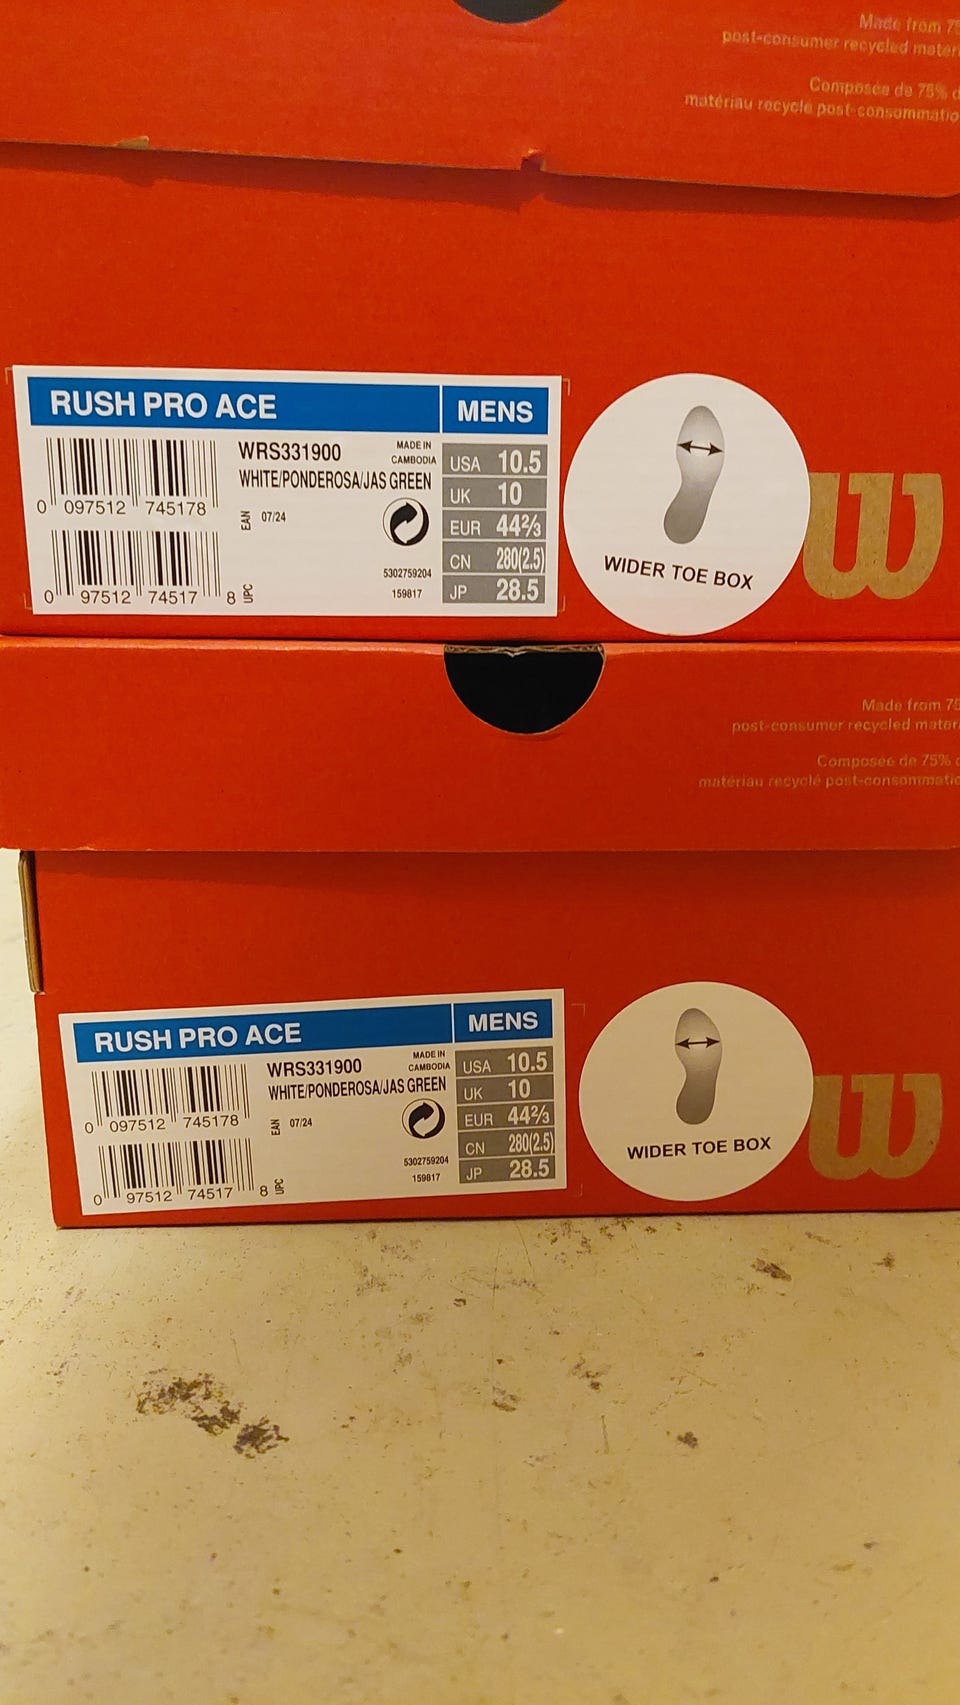 Made from 75
post-consumer recycled mater
Composée de 75% d
matériau recyclé post-consommatio
RUSH PRO ACE MENS
WRS331900
MADE IN
CAMBODIA
WHITE/PONDEROSA/JAS GREEN
0 097512 745178
EAN 07/24
0 97512 74517 8 UPC
5302759204
159817
USA 10.5
UK 10
EUR 44⅔
CN 280(2.5)
JP 28.5
WIDER TOE BOX
W
Made from 75
post-consumer recycled mater
Composée de 75% d
matériau recyclé post-consommatio
RUSH PRO ACE MENS
WRS331900
MADE IN
CAMBODIA
WHITE/PONDEROSA/JAS GREEN
0 097512 745178
EAN 07/24
0 97512 74517 8 UPC
5302759204
159817
USA 10.5
UK 10
EUR 44⅔
CN 280(2.5)
JP 28.5
WIDER TOE BOX
W